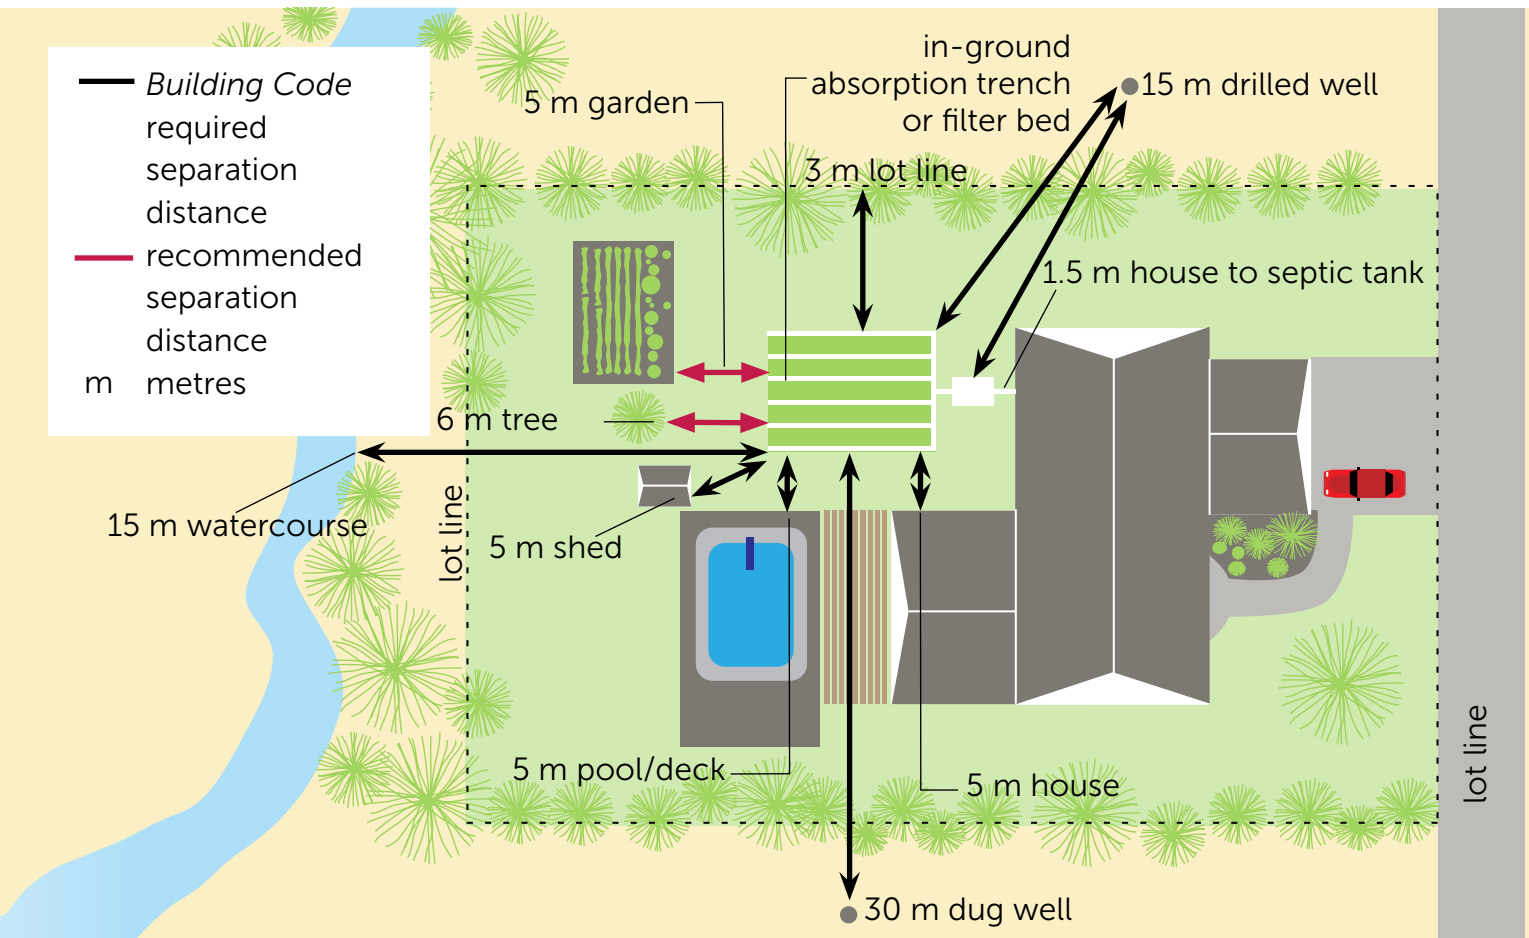 Building Code
required
separation
distance
recommended
separation
distance
m metres
5 m garden
in-ground
absorption trench
or filter bed
15 m drilled well
3 m lot line
1.5 m house to septic tank
6 m tree
15 m watercourse
lot line
5 m shed
5 m pool/deck
5 m house
lot line
30 m dug well